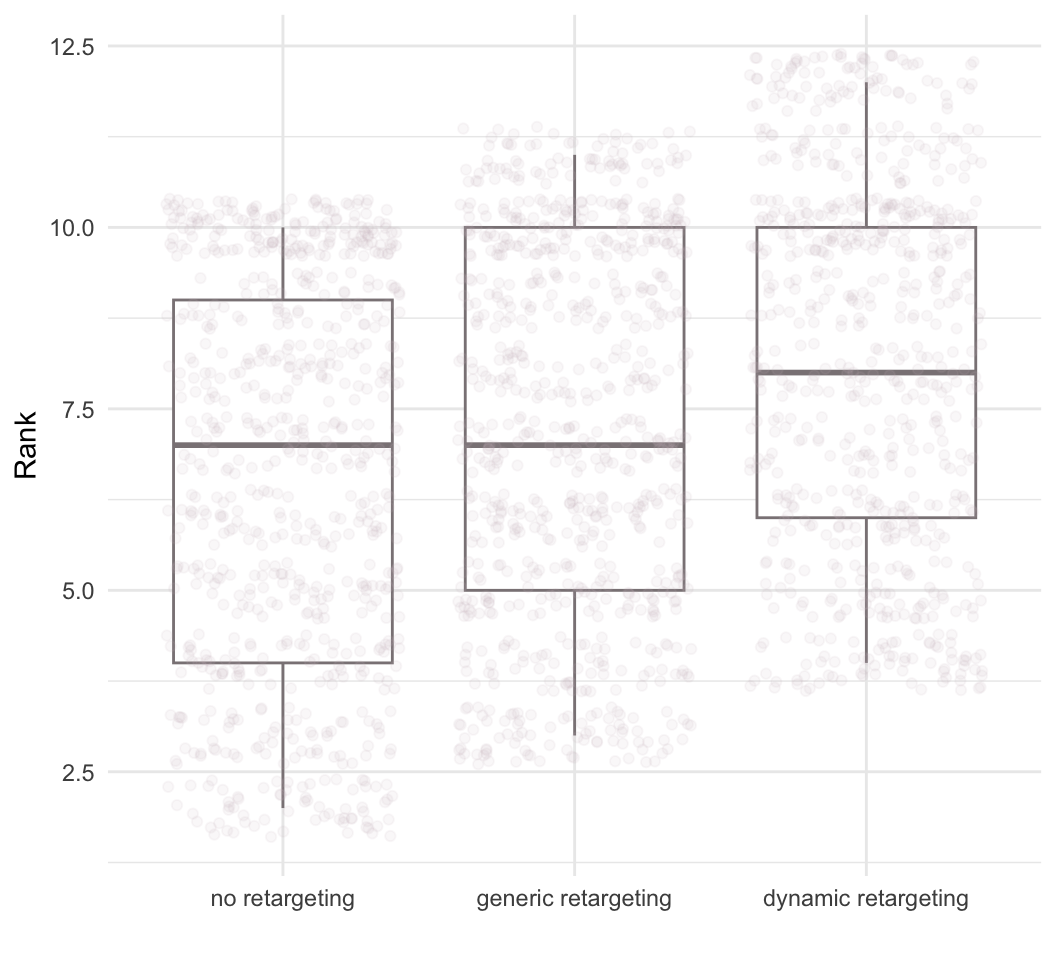 Rank
12.5
10.0
7.5
5.0
2.5
no retargeting
generic retargeting
dynamic retargeting